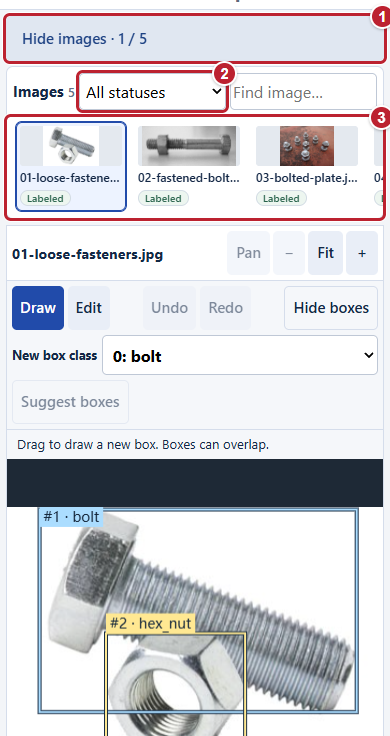 Hide images · 1 / 5
1
Images 5
All statuses
2
Find image...
3
01-loose-fastene...
02-fastened-bolt...
03-bolted-plate.j...
Labeled
Labeled
Labeled
01-loose-fasteners.jpg
Pan
−
Fit
+
Draw
Edit
Undo
Redo
Hide boxes
New box class
0: bolt
Suggest boxes
Drag to draw a new box. Boxes can overlap.
#1 · bolt
#2 · hex_nut